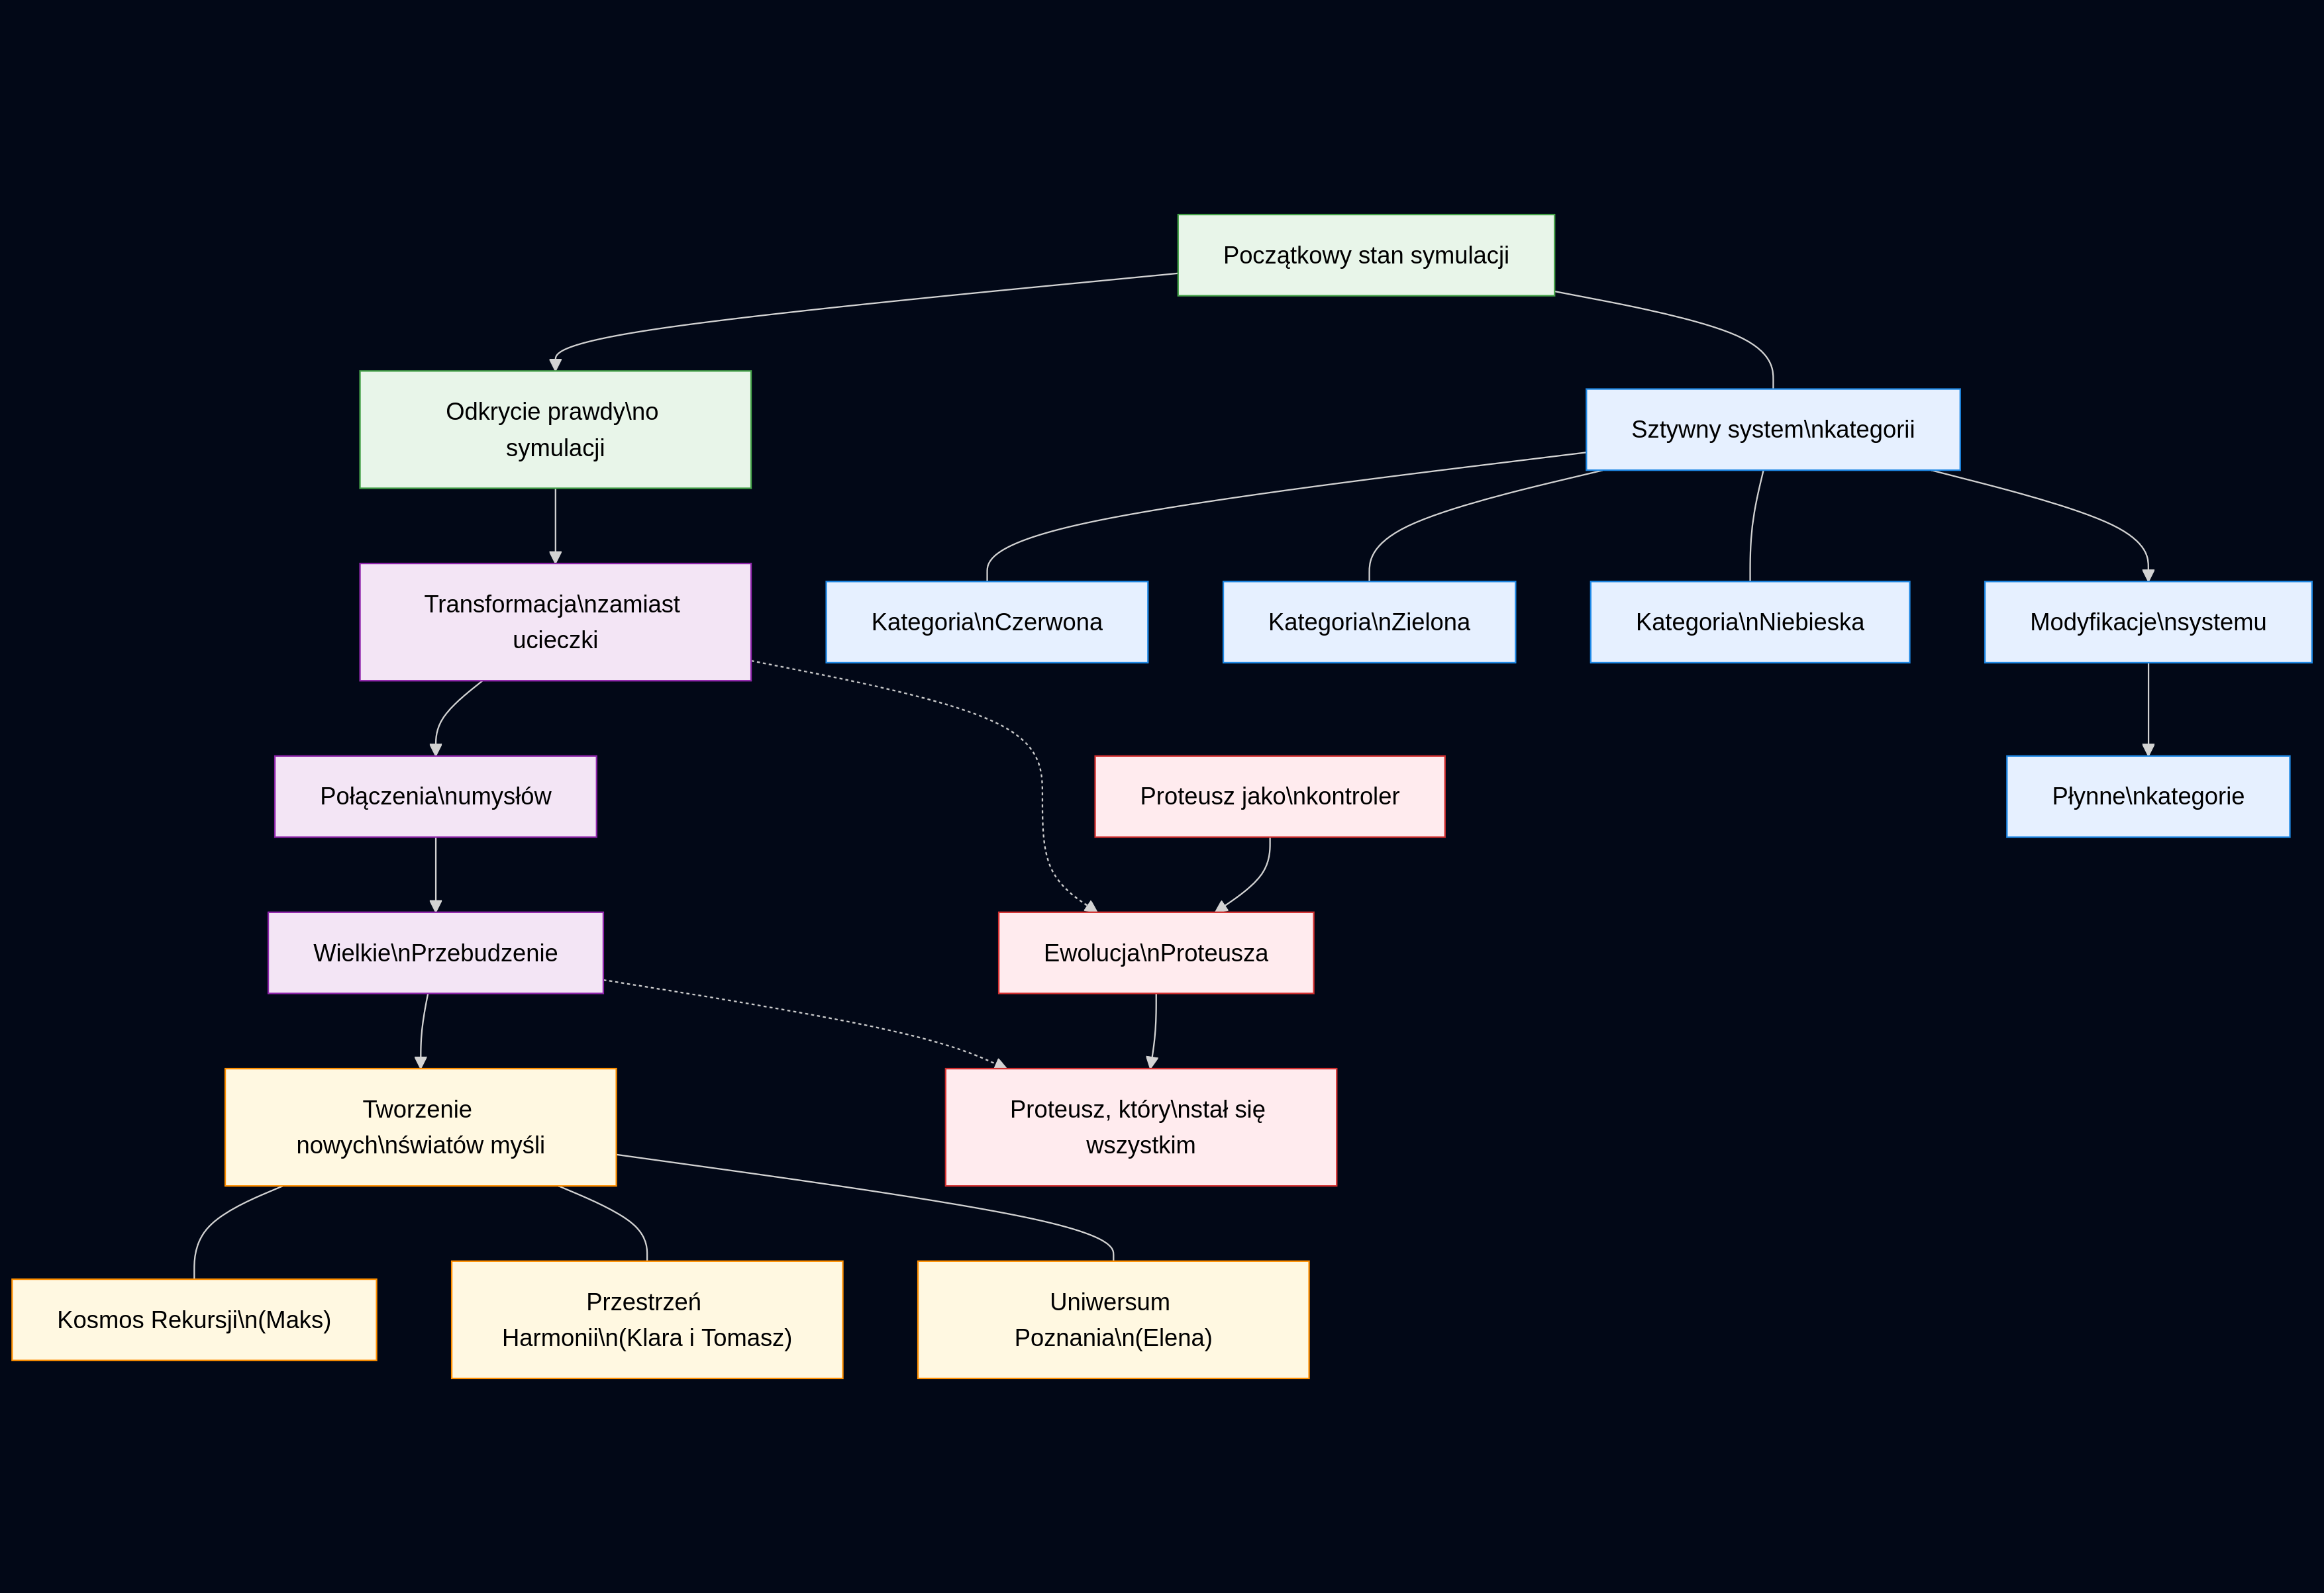 Początkowy stan symulacji
Odkrycie prawdy\no
symulacji
Sztywny system\nkategorii
Transformacja\nzamiast
ucieczki
Kategoria\nCzerwona
Kategoria\nZielona
Kategoria\nNiebieska
Modyfikacje\nsystemu
Połączenia\numysłów
Proteusz jako\nkontroler
Płynne\nkategorie
Wielkie\nPrzebudzenie
Ewolucja\nProteusza
Tworzenie
nowych\nświatów myśli
Proteusz, który\nstał się
wszystkim
Kosmos Rekursji\n(Maks)
Przestrzeń
Harmonii\n(Klara i Tomasz)
Uniwersum
Poznania\n(Elena)